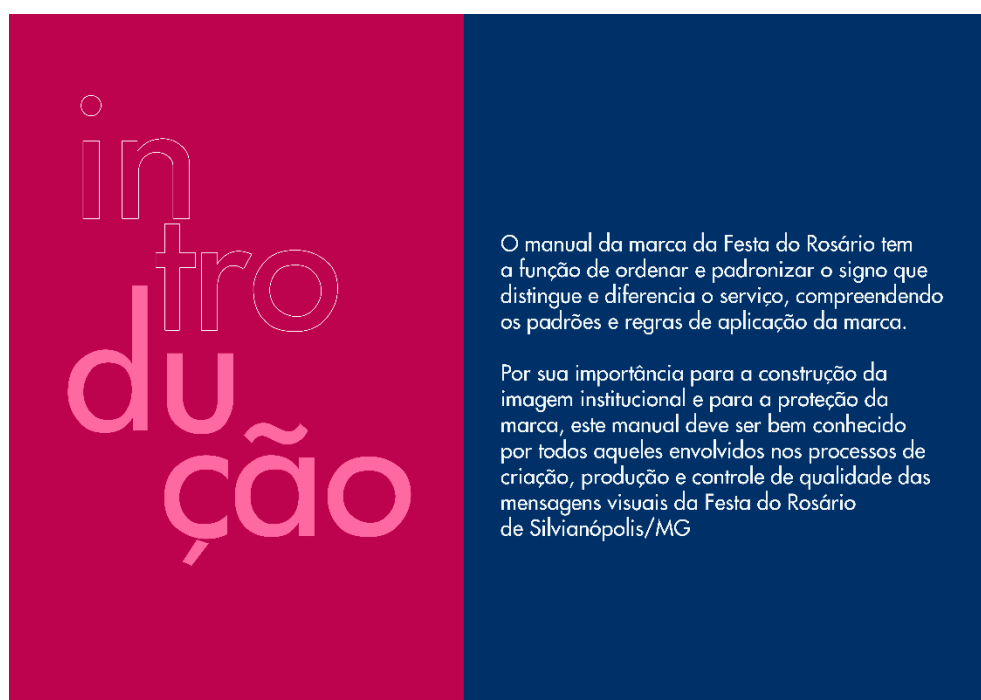 in
tro
du
ção
O manual da marca da Festa do Rosário tem
a função de ordenar e padronizar o signo que
distingue e diferencia o serviço, compreendendo
os padrões e regras de aplicação da marca.
Por sua importância para a construção da
imagem institucional e para a proteção da
marca, este manual deve ser bem conhecido
por todos aqueles envolvidos nos processos de
criação, produção e controle de qualidade das
mensagens visuais da Festa do Rosário
de Silvianópolis/MG